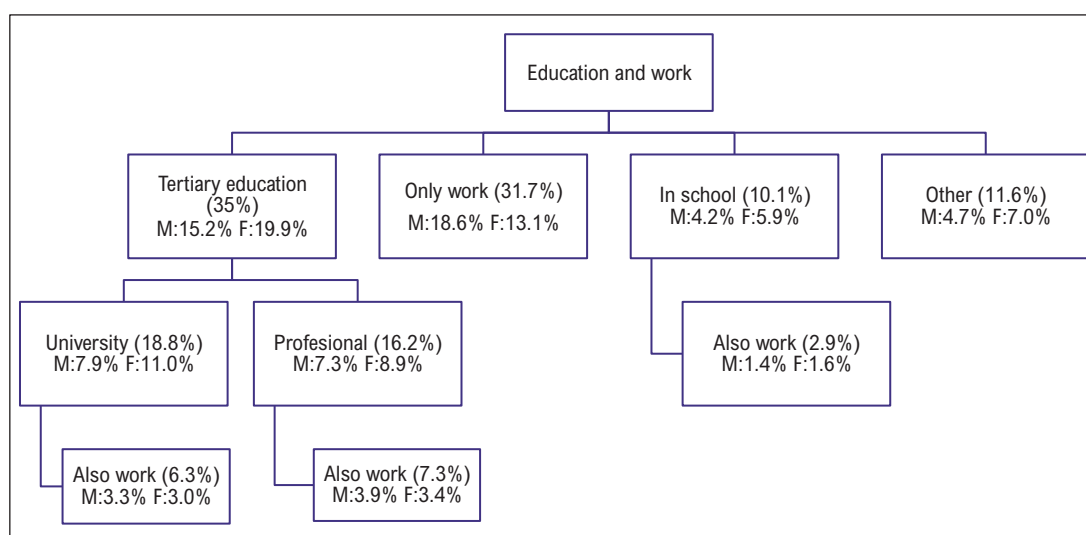 Education and work
Tertiary education
(35%)
M:15.2% F:19.9%
Only work (31.7%)
M:18.6% F:13.1%
In school (10.1%)
M:4.2% F:5.9%
Other (11.6%)
M:4.7% F:7.0%
University (18.8%)
M:7.9% F:11.0%
Profesional (16.2%)
M:7.3% F:8.9%
Also work (2.9%)
M:1.4% F:1.6%
Also work (6.3%)
M:3.3% F:3.0%
Also work (7.3%)
M:3.9% F:3.4%